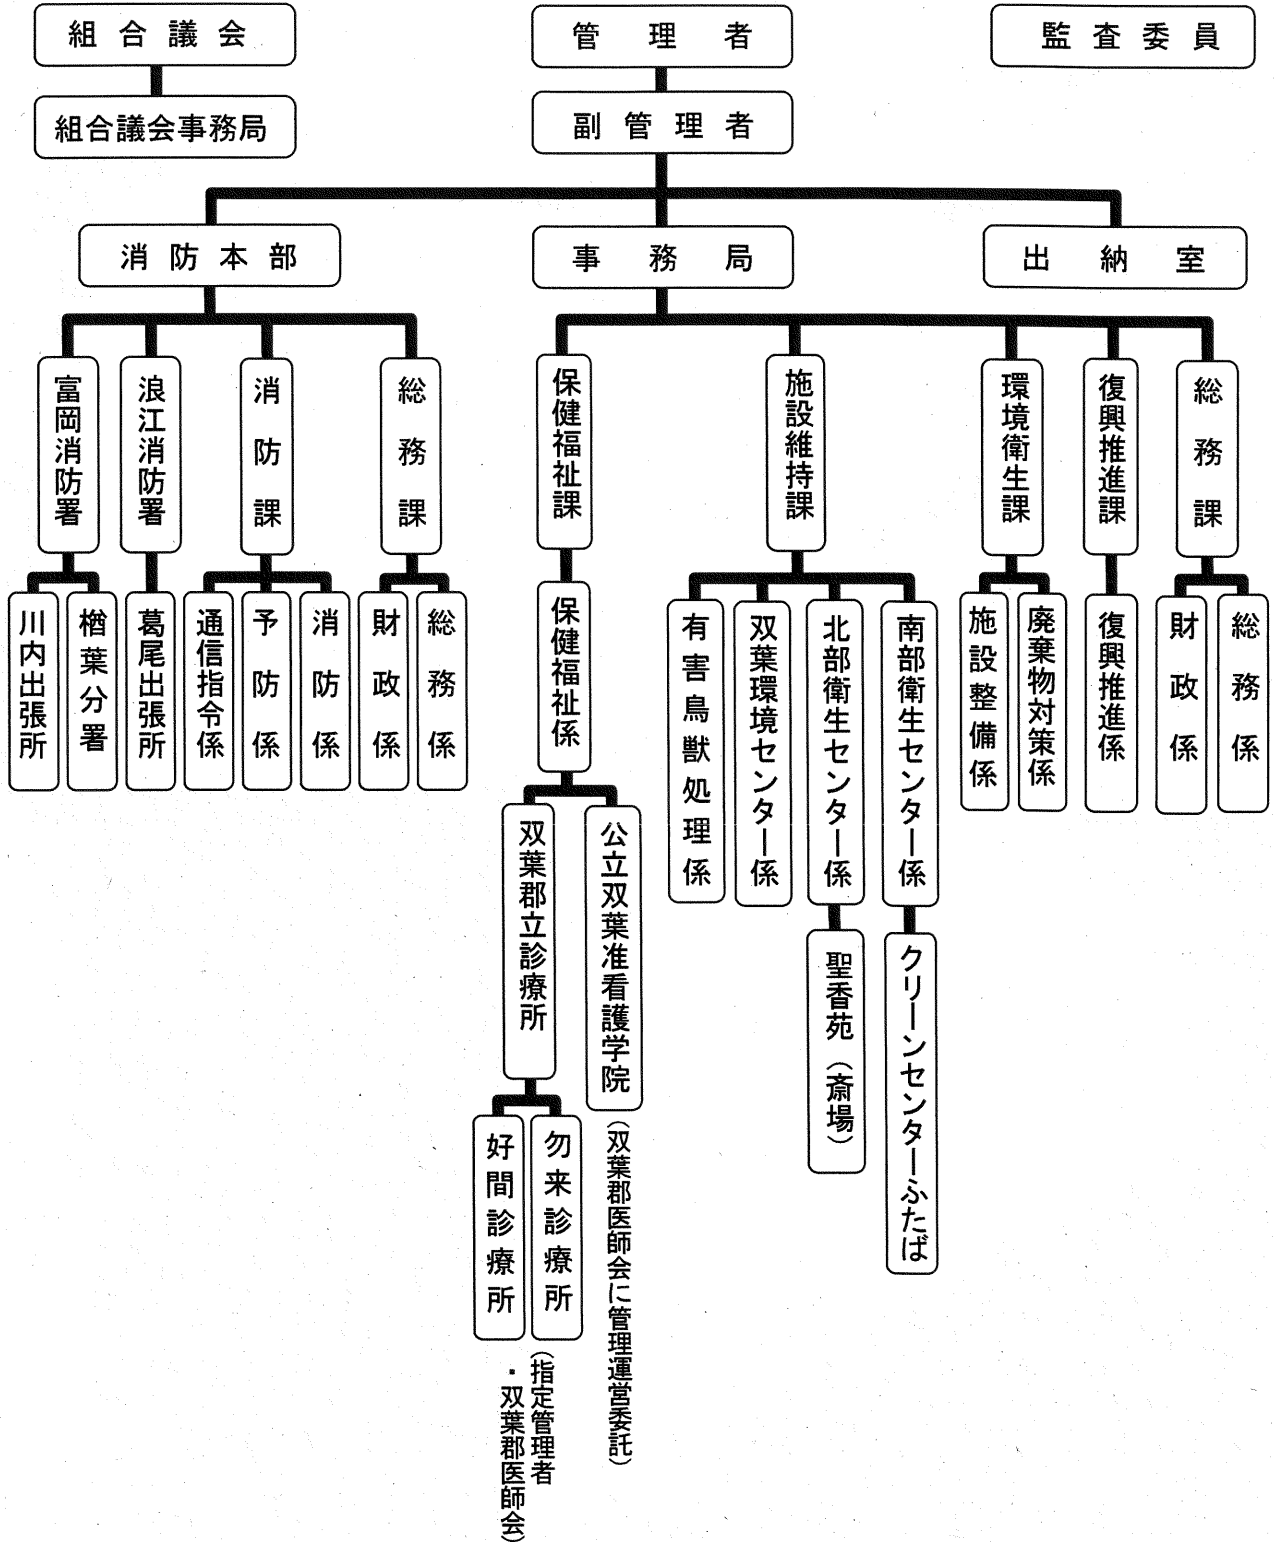 組合議会
管理者
監査委員
組合議会事務局
副管理者
消防本部
事務局
出納室
富岡消防署
浪江消防署
消防課
総務課
保健福祉課
施設維持課
環境衛生課
復興推進課
総務課
川内出張所
楢葉分署
葛尾出張所
通信指令係
予防係
消防係
財政係
総務係
保健福祉係
有害鳥獣処理係
双葉環境センター係
北部衛生センター係
南部衛生センター係
施設整備係
廃棄物対策係
復興推進係
財政係
総務係
双葉郡立診療所
公立双葉准看護学院
(双葉郡医師会に管理運営委託)
聖香苑(斎場)
クリーンセンターふたば
好間診療所
勿来診療所
(指定管理者
・双葉郡医師会)